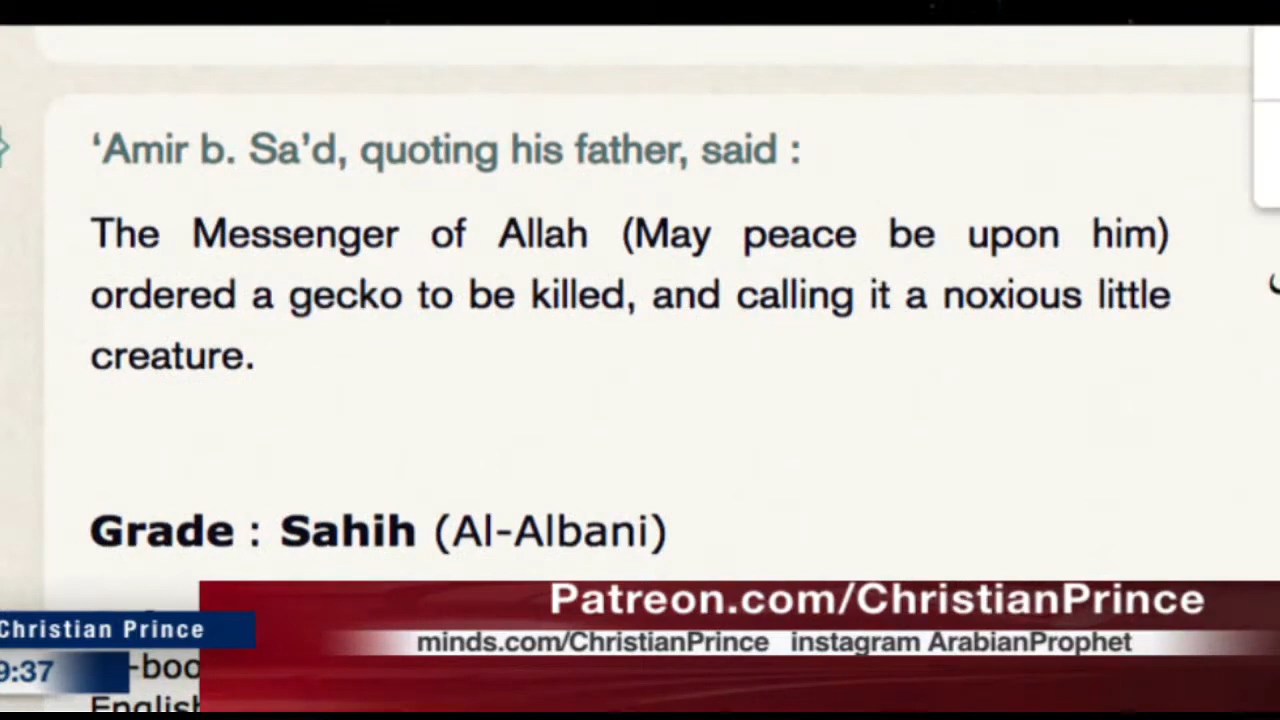 ‘Amir b. Sa’d, quoting his father, said :
The Messenger of Allah (May peace be upon him)
ordered a gecko to be killed, and calling it a noxious little
creature.
Grade : Sahih (Al-Albani)
Patreon.com/ChristianPrince
Christian Prince
minds.com/ChristianPrince instagram ArabianProphet
9:37
-boo
English